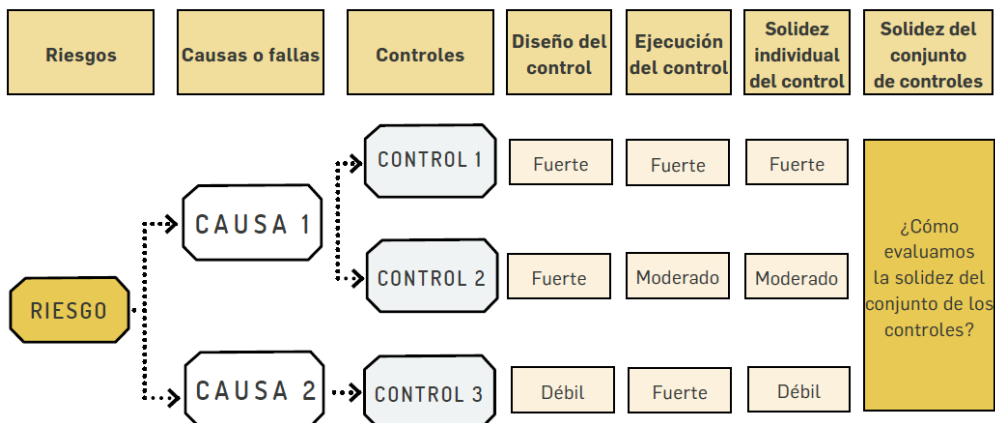 Riesgos
Causas o fallas
Controles
Diseño del
control
Ejecución
del control
Solidez
individual
del control
Solidez del
conjunto
de controles
RIESGO
CAUSA 1
CONTROL 1
Fuerte
Fuerte
Fuerte
CONTROL 2
Fuerte
Moderado
Moderado
CAUSA 2
CONTROL 3
Débil
Fuerte
Débil
¿Cómo
evaluamos
la solidez del
conjunto de los
controles?